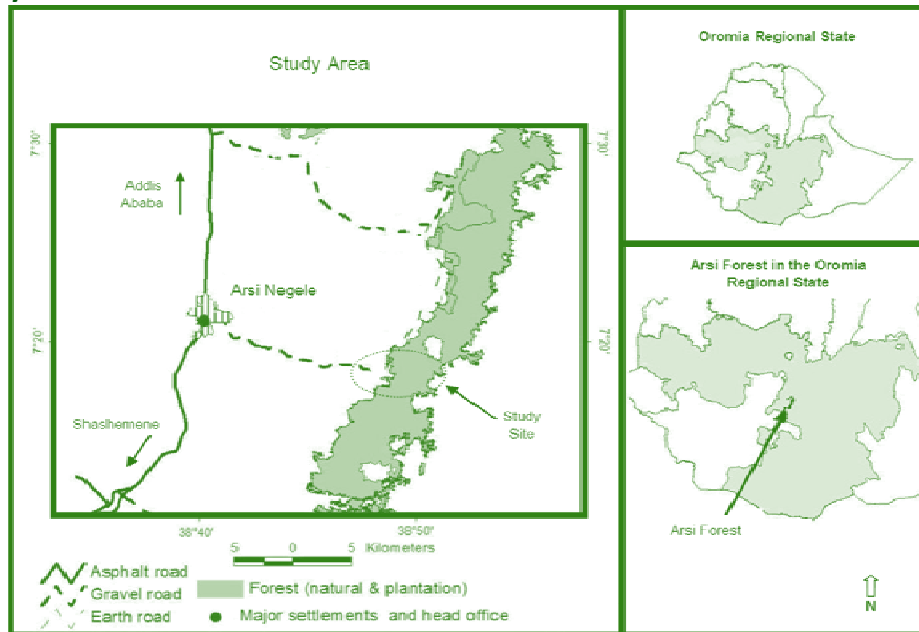 Study Area
7°30'
7°30'
Addis
Ababa
Arsi Negele
7°20'
7°20'
Shashemene
Study
Site
38°40'
38°50'
5 0 5 Kilometers
Asphalt road
Gravel road
Earth road
Forest (natural & plantation)
Major settlements and head office
Oromia Regional State
Arsi Forest in the Oromia
Regional State
Arsi Forest
N